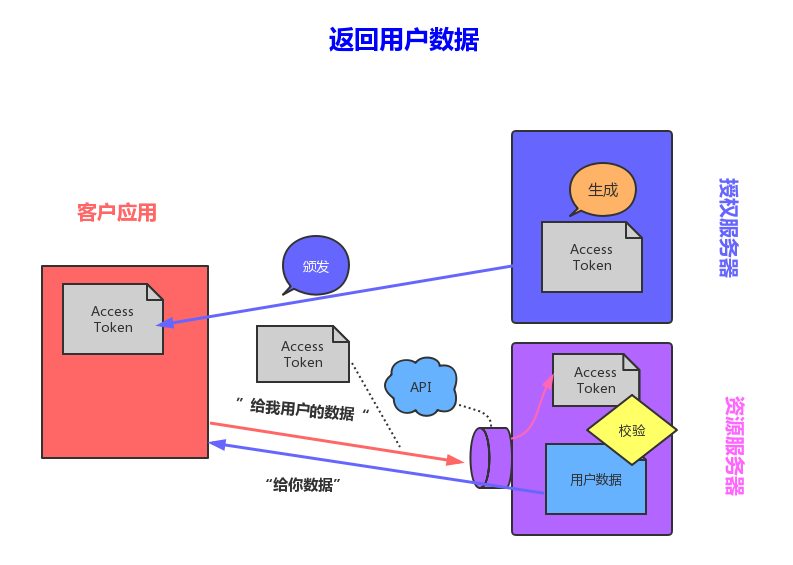 返回用户数据
客户应用
授权服务器
生成
Access
Token
颁发
Access
Token
Access
Token
API
Access
Token
校验
资源服务器
”给我用户的数据“
用户数据
“给你数据”